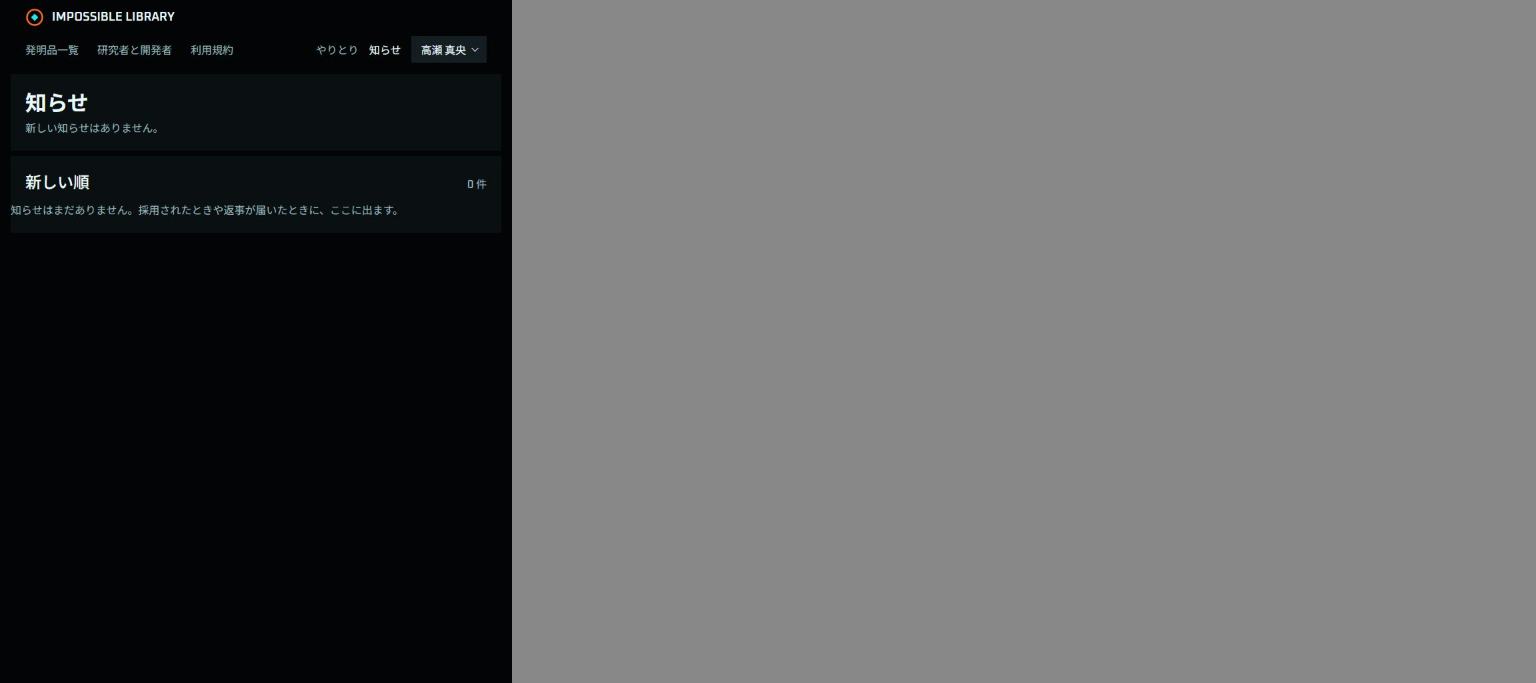 IMPOSSIBLE LIBRARY
発明品一覧 研究者と開発者 利用規約 やりとり 知らせ 高瀬 真央
知らせ
新しい知らせはありません。
新しい順 0 件
知らせはまだありません。採用されたときや返事が届いたときに、ここに出ます。